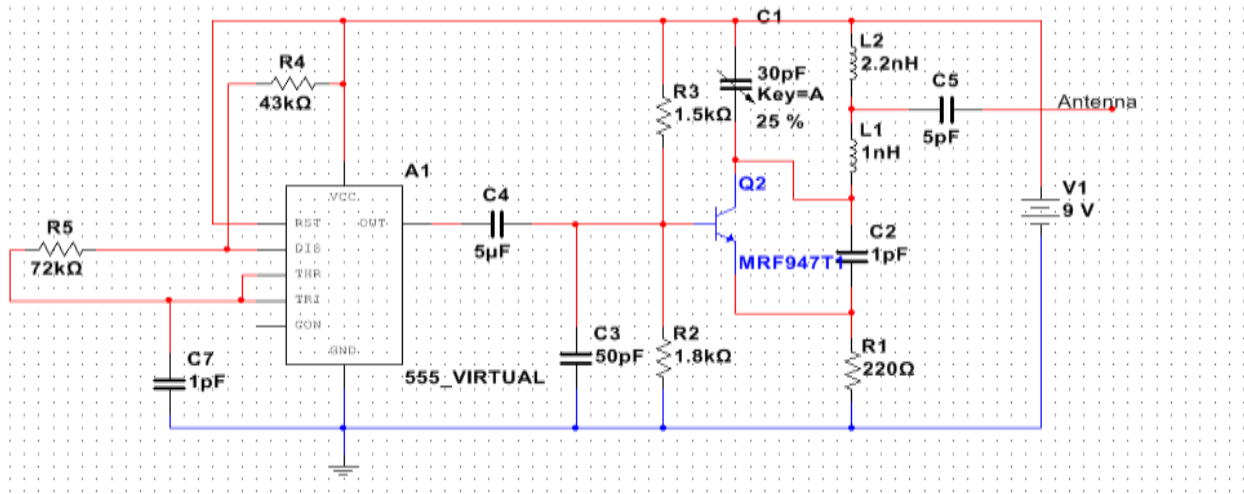 C1
30pF
Key=A
25 %
L2
2.2nH
C5
5pF
Antenna
R4
43kΩ
R3
1.5kΩ
L1
1nH
A1
VCC
RST
OUT
DIS
THR
TRI
CON
GND
555_VIRTUAL
C4
5µF
Q2
MRF947T1
V1
9 V
R5
72kΩ
C2
1pF
C3
50pF
R2
1.8kΩ
R1
220Ω
C7
1pF